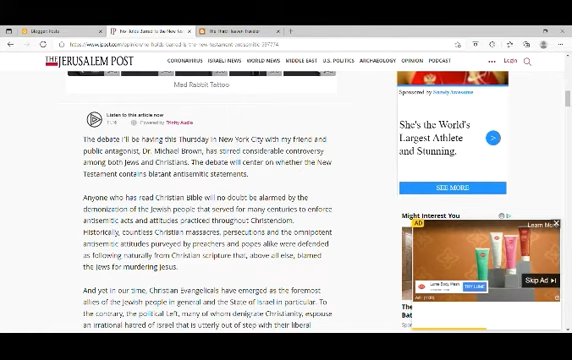 Blogger: Posts
The Third Heaven Traveler
THE JERUSALEM POST
CORONAVIRUS ISRAEL NEWS WORLD NEWS MIDDLE EAST U.S. POLITICS ARCHAEOLOGY OPINION PODCAST
Login
Mad Rabbit Tattoo
Listen to this article now
Powered by Trinity Audio
The debate I'll be having this Thursday in New York City with my friend and
public antagonist, Dr. Michael Brown, has stirred considerable controversy
among both Jews and Christians. The debate will center on whether the New
Testament contains blatant antisemitic statements.
Anyone who has read Christian Bible will no doubt be alarmed by the
demonization of the Jewish people that served for many centuries to enforce
antisemitic acts and attitudes practiced throughout Christendom.
Historically, countless Christian massacres, persecutions and the omnipotent
antisemitic attitudes purveyed by preachers and popes alike were defended
as following naturally from Christian scripture that, above all else, blamed
the Jews for murdering Jesus.
And yet in our time, Christian Evangelicals have emerged as the foremost
allies of the Jewish people in general and the State of Israel in particular. To
the contrary, the political Left, many of whom denigrate Christianity, espouse
an irrational hatred of Israel that is utterly out of step with their liberal
Sponsored by
She's the World's
Largest Athlete
and Stunning.
SEE MORE
Might Interest You
AD
Learn More
Skip Ad